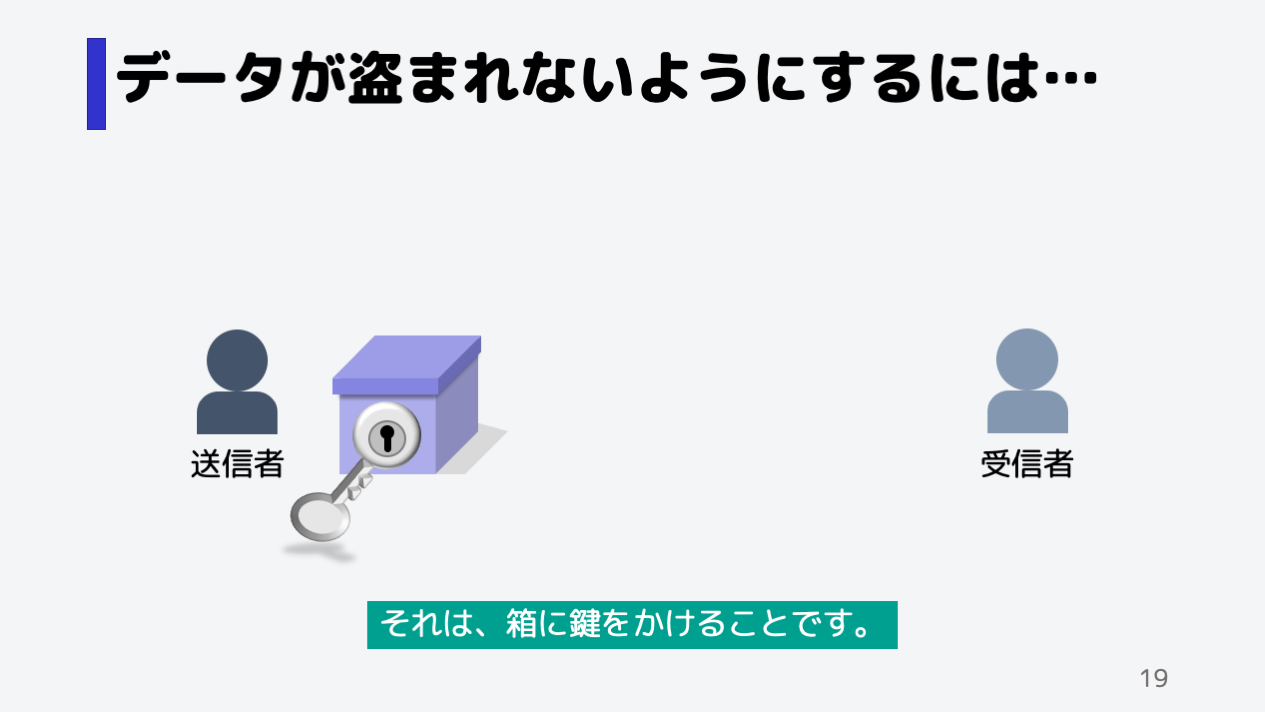 データが盗まれないようにするには…
送信者
受信者
それは、箱に鍵をかけることです。
19